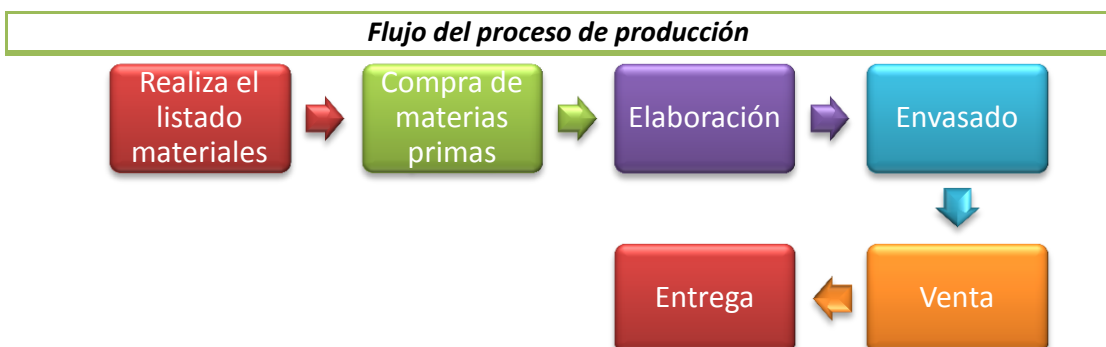 Flujo del proceso de producción
Realiza el
listado
materiales
Compra de
materias
primas
Elaboración
Envasado
Venta
Entrega